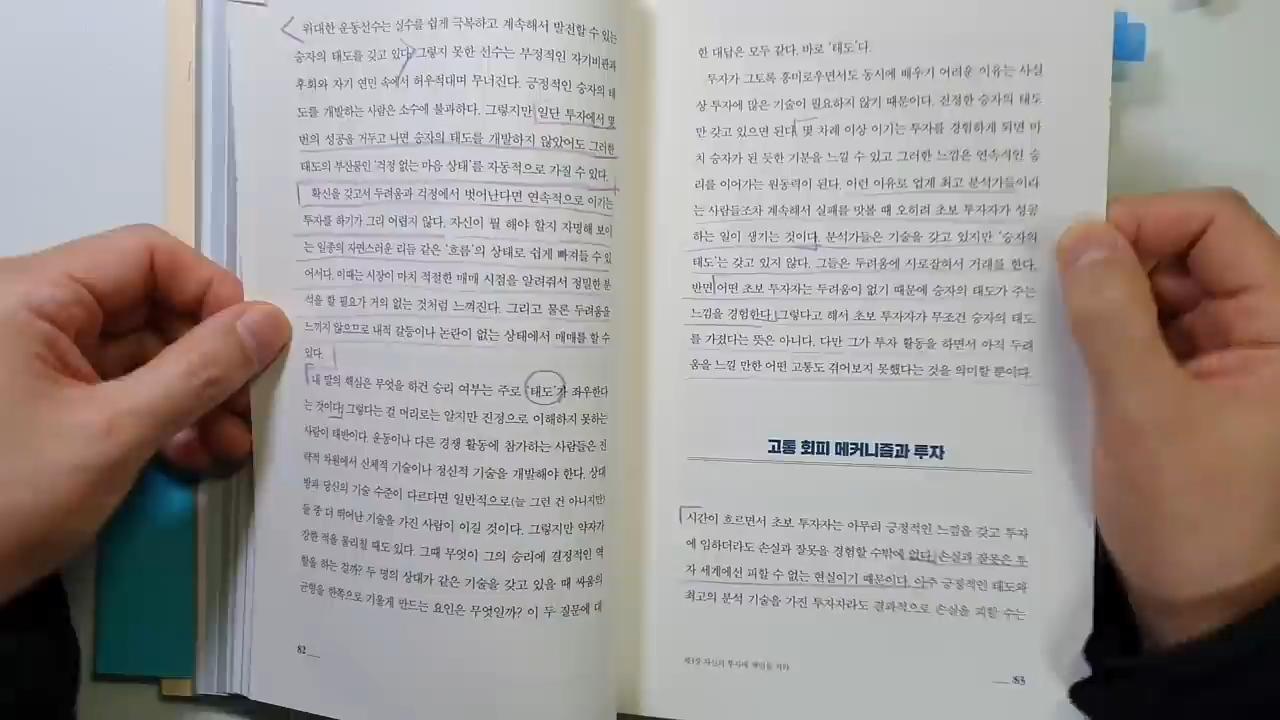 위대한 운동선수는 실수를 쉽게 극복하고 계속해서 발전할 수 있는
승자의 태도를 갖고 있다. 그렇지 못한 선수는 부정적인 자기비판과
후회와 자기 연민 속에서 허우적대며 무너진다. 긍정적인 승자의 태
도를 개발하는 사람은 소수에 불과하다. 그렇지만 일단 투자에서 몇
번의 성공을 거두고 나면 승자의 태도를 개발하지 않았어도 그러한
태도의 부산물인 '걱정 없는 마음 상태'를 자동적으로 가질 수 있다.
확신을 갖고서 두려움과 걱정에서 벗어난다면 연속적으로 이기는
투자를 하기가 그리 어렵지 않다. 자신이 뭘 해야 할지 자명해 보이
는 일종의 자연스러운 리듬 같은 '흐름'의 상태로 쉽게 빠져들 수 있
어서다. 이때는 시장이 마치 적절한 매매 시점을 알려줘서 정밀한 분
석을 할 필요가 거의 없는 것처럼 느껴진다. 그리고 물론 두려움을
느끼지 않으므로 내적 갈등이나 논란이 없는 상태에서 매매를 할 수
있다.
내 말의 핵심은 무엇을 하건 승리 여부는 주로 '태도'가 좌우한다
는 것이다. 그렇다는 걸 머리로는 알지만 진정으로 이해하지 못하는
사람이 태반이다. 운동이나 다른 경쟁 활동에 참가하는 사람들은 전
략적 차원에서 신체적 기술이나 정신적 기술을 개발해야 한다. 상대
방과 당신의 기술 수준이 다르다면 일반적으로(늘 그런 건 아니지만)
둘 중 더 뛰어난 기술을 가진 사람이 이길 것이다. 그렇지만 약자가
강한 적을 물리칠 때도 있다. 그때 무엇이 그의 승리에 결정적인 역
할을 하는 걸까? 두 명의 상대가 같은 기술을 갖고 있을 때 싸움의
균형을 한쪽으로 기울게 만드는 요인은 무엇일까? 이 두 질문에 대
82
한 대답은 모두 같다. 바로 '태도'다.
투자가 그토록 흥미로우면서도 동시에 배우기 어려운 이유는 사실
상 투자에 많은 기술이 필요하지 않기 때문이다. 진정한 승자의 태도
만 갖고 있으면 된다. 몇 차례 이상 이기는 투자를 경험하게 되면 마
치 승자가 된 듯한 기분을 느낄 수 있고 그러한 느낌은 연속적인 승
리를 이어가는 원동력이 된다. 이런 이유로 업계 최고 분석가들이라
는 사람들조차 계속해서 실패를 맛볼 때 오히려 초보 투자자가 성공
하는 일이 생기는 것이다. 분석가들은 기술을 갖고 있지만 '승자의
태도'는 갖고 있지 않다. 그들은 두려움에 사로잡혀서 거래를 한다.
반면 어떤 초보 투자자는 두려움이 없기 때문에 승자의 태도가 주는
느낌을 경험한다. 그렇다고 해서 초보 투자자가 무조건 승자의 태도
를 가졌다는 뜻은 아니다. 다만 그가 투자 활동을 하면서 아직 두려
움을 느낄 만한 어떤 고통도 겪어보지 못했다는 것을 의미할 뿐이다.
고통 회피 메커니즘과 투자
시간이 흐르면서 초보 투자자는 아무리 긍정적인 느낌을 갖고 투자
에 임하더라도 손실과 잘못을 경험할 수밖에 없다. 손실과 잘못은 투
자 세계에선 피할 수 없는 현실이기 때문이다. 아주 긍정적인 태도와
최고의 분석 기술을 가진 투자자라도 결과적으로 손실을 피할 수는
자신의 투자에 책임을 져라
83